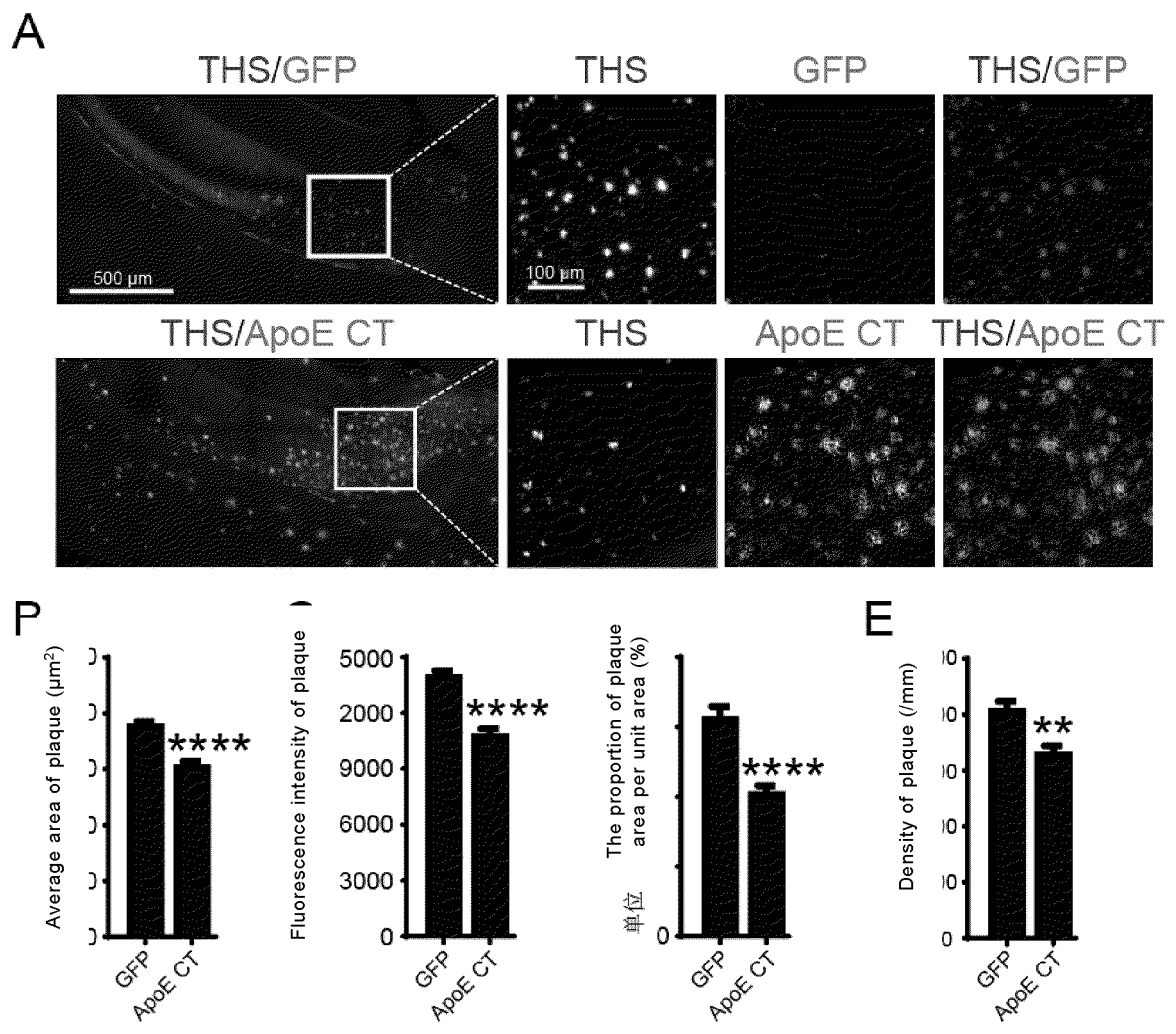 A
THS/GFP
THS
GFP
THS/GFP
500 µm
100 µm
THS/ApoE CT
THS
ApoE CT
THS/ApoE CT
Average area of plaque (µm²)
****
GFP
ApoE CT
Fluorescence intensity of plaque
5000
2000
9000
6000
3000
0
****
GFP
ApoE CT
The proportion of plaque
area per unit area (%)
单位
0
****
GFP
ApoE CT
E
Density of plaque (/mm)
**
GFP
ApoE CT